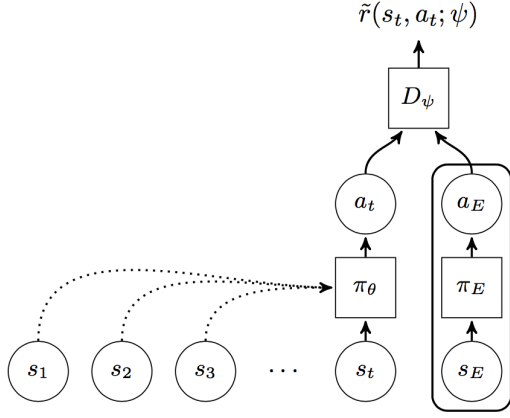 r̃(s_t, a_t; ψ)
D_ψ
a_t a_E
π_θ π_E
s_1 s_2 s_3 ⋯ s_t s_E